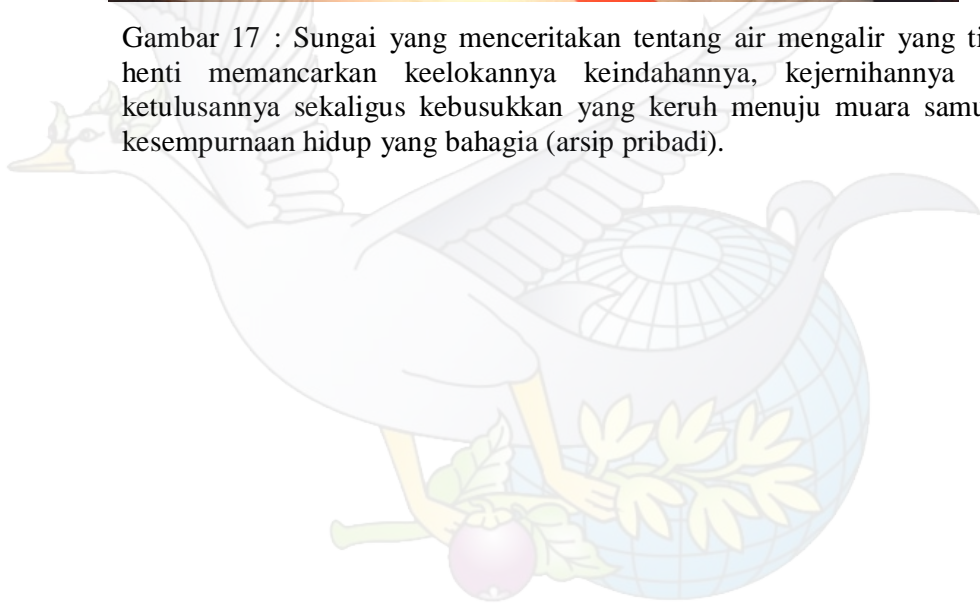 Gambar 17 : Sungai yang menceritakan tentang air mengalir yang
henti memancarkan keelokannya keindahannya, kejernihannya
ketulusannya sekaligus kebusukkan yang keruh menuju muara
kesempurnaan hidup yang bahagia (arsip pribadi).